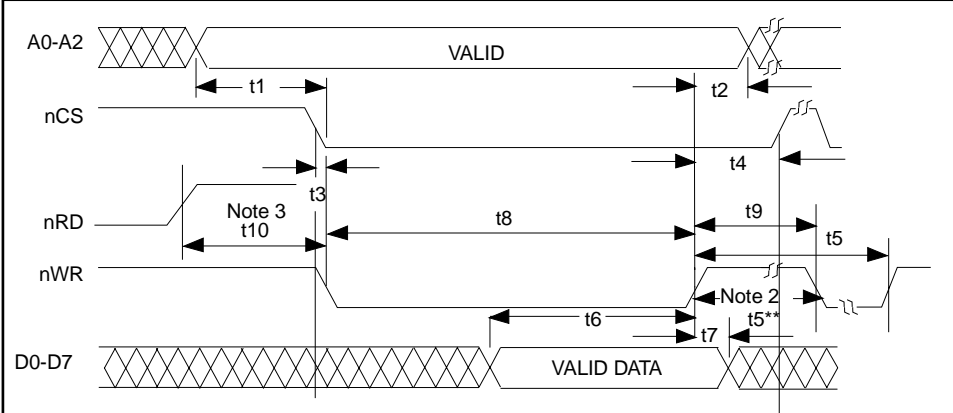 A0-A2
VALID
t1
t2
nCS
t4
t3
nRD
Note 3
t10
t8
t9
t5
nWR
Note 2
t6
t7
t5**
D0-D7
VALID DATA